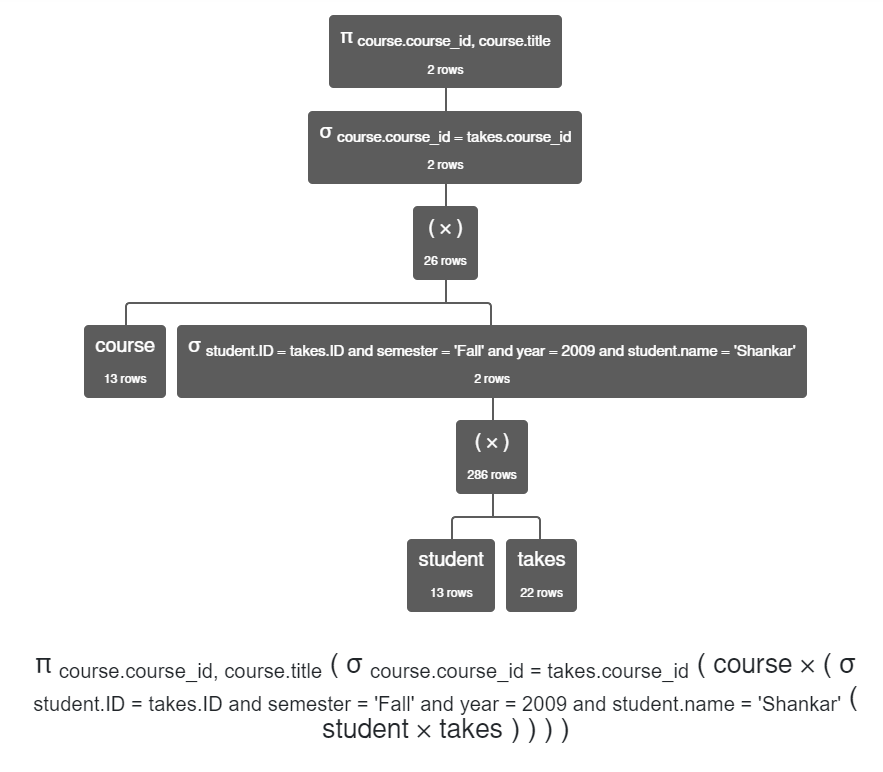 π course.course_id, course.title
2 rows
σ course.course_id = takes.course_id
2 rows
( × )
26 rows
course
13 rows
σ student.ID = takes.ID and semester = 'Fall' and year = 2009 and student.name = 'Shankar'
2 rows
( × )
286 rows
student
13 rows
takes
22 rows
π course.course_id, course.title ( σ course.course_id = takes.course_id ( course × ( σ
student.ID = takes.ID and semester = 'Fall' and year = 2009 and student.name = 'Shankar' (
student × takes ) ) ) )